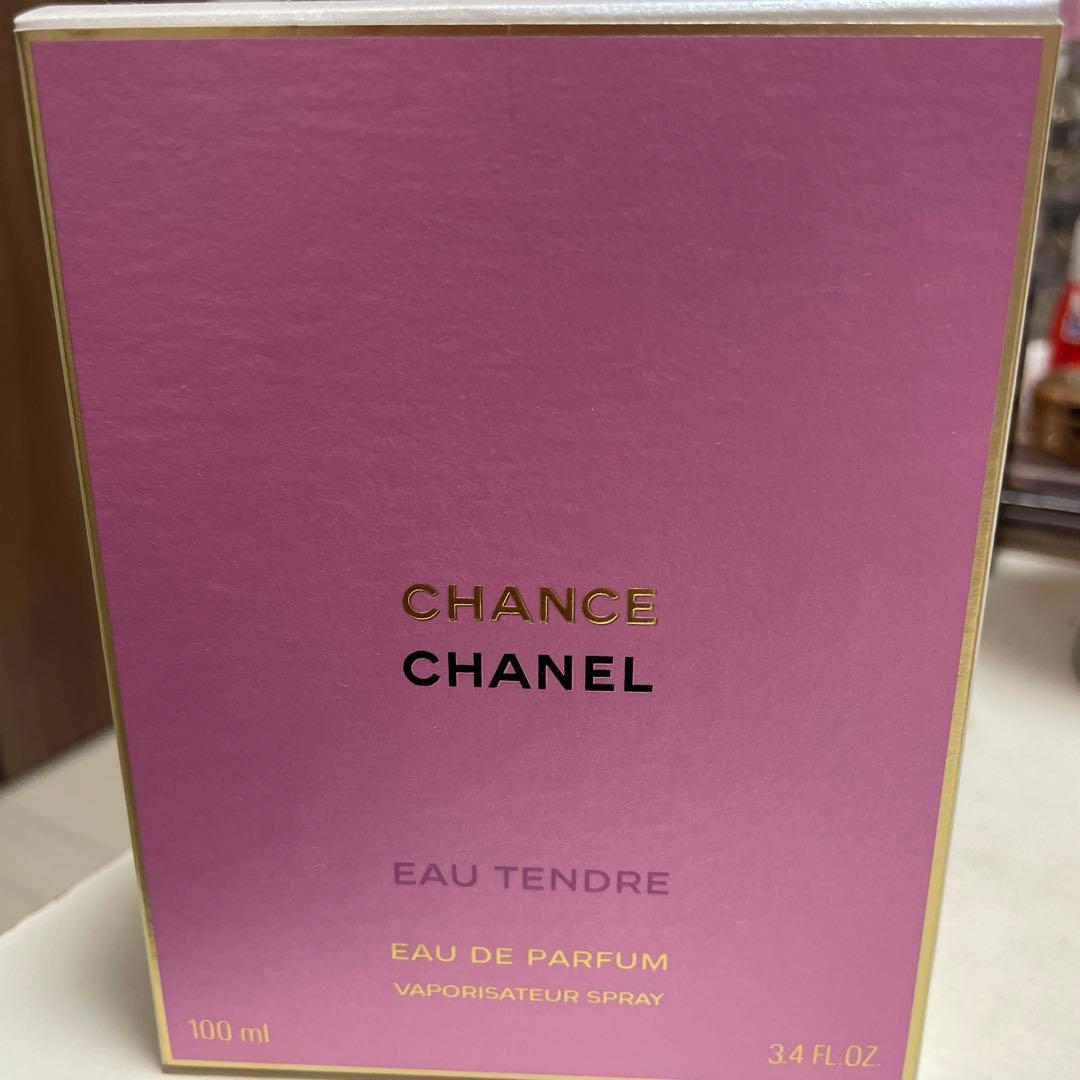 CHANCE
CHANEL
EAU TENDRE
EAU DE PARFUM
VAPORISATEUR SPRAY
100 ml
3.4 FL.OZ.